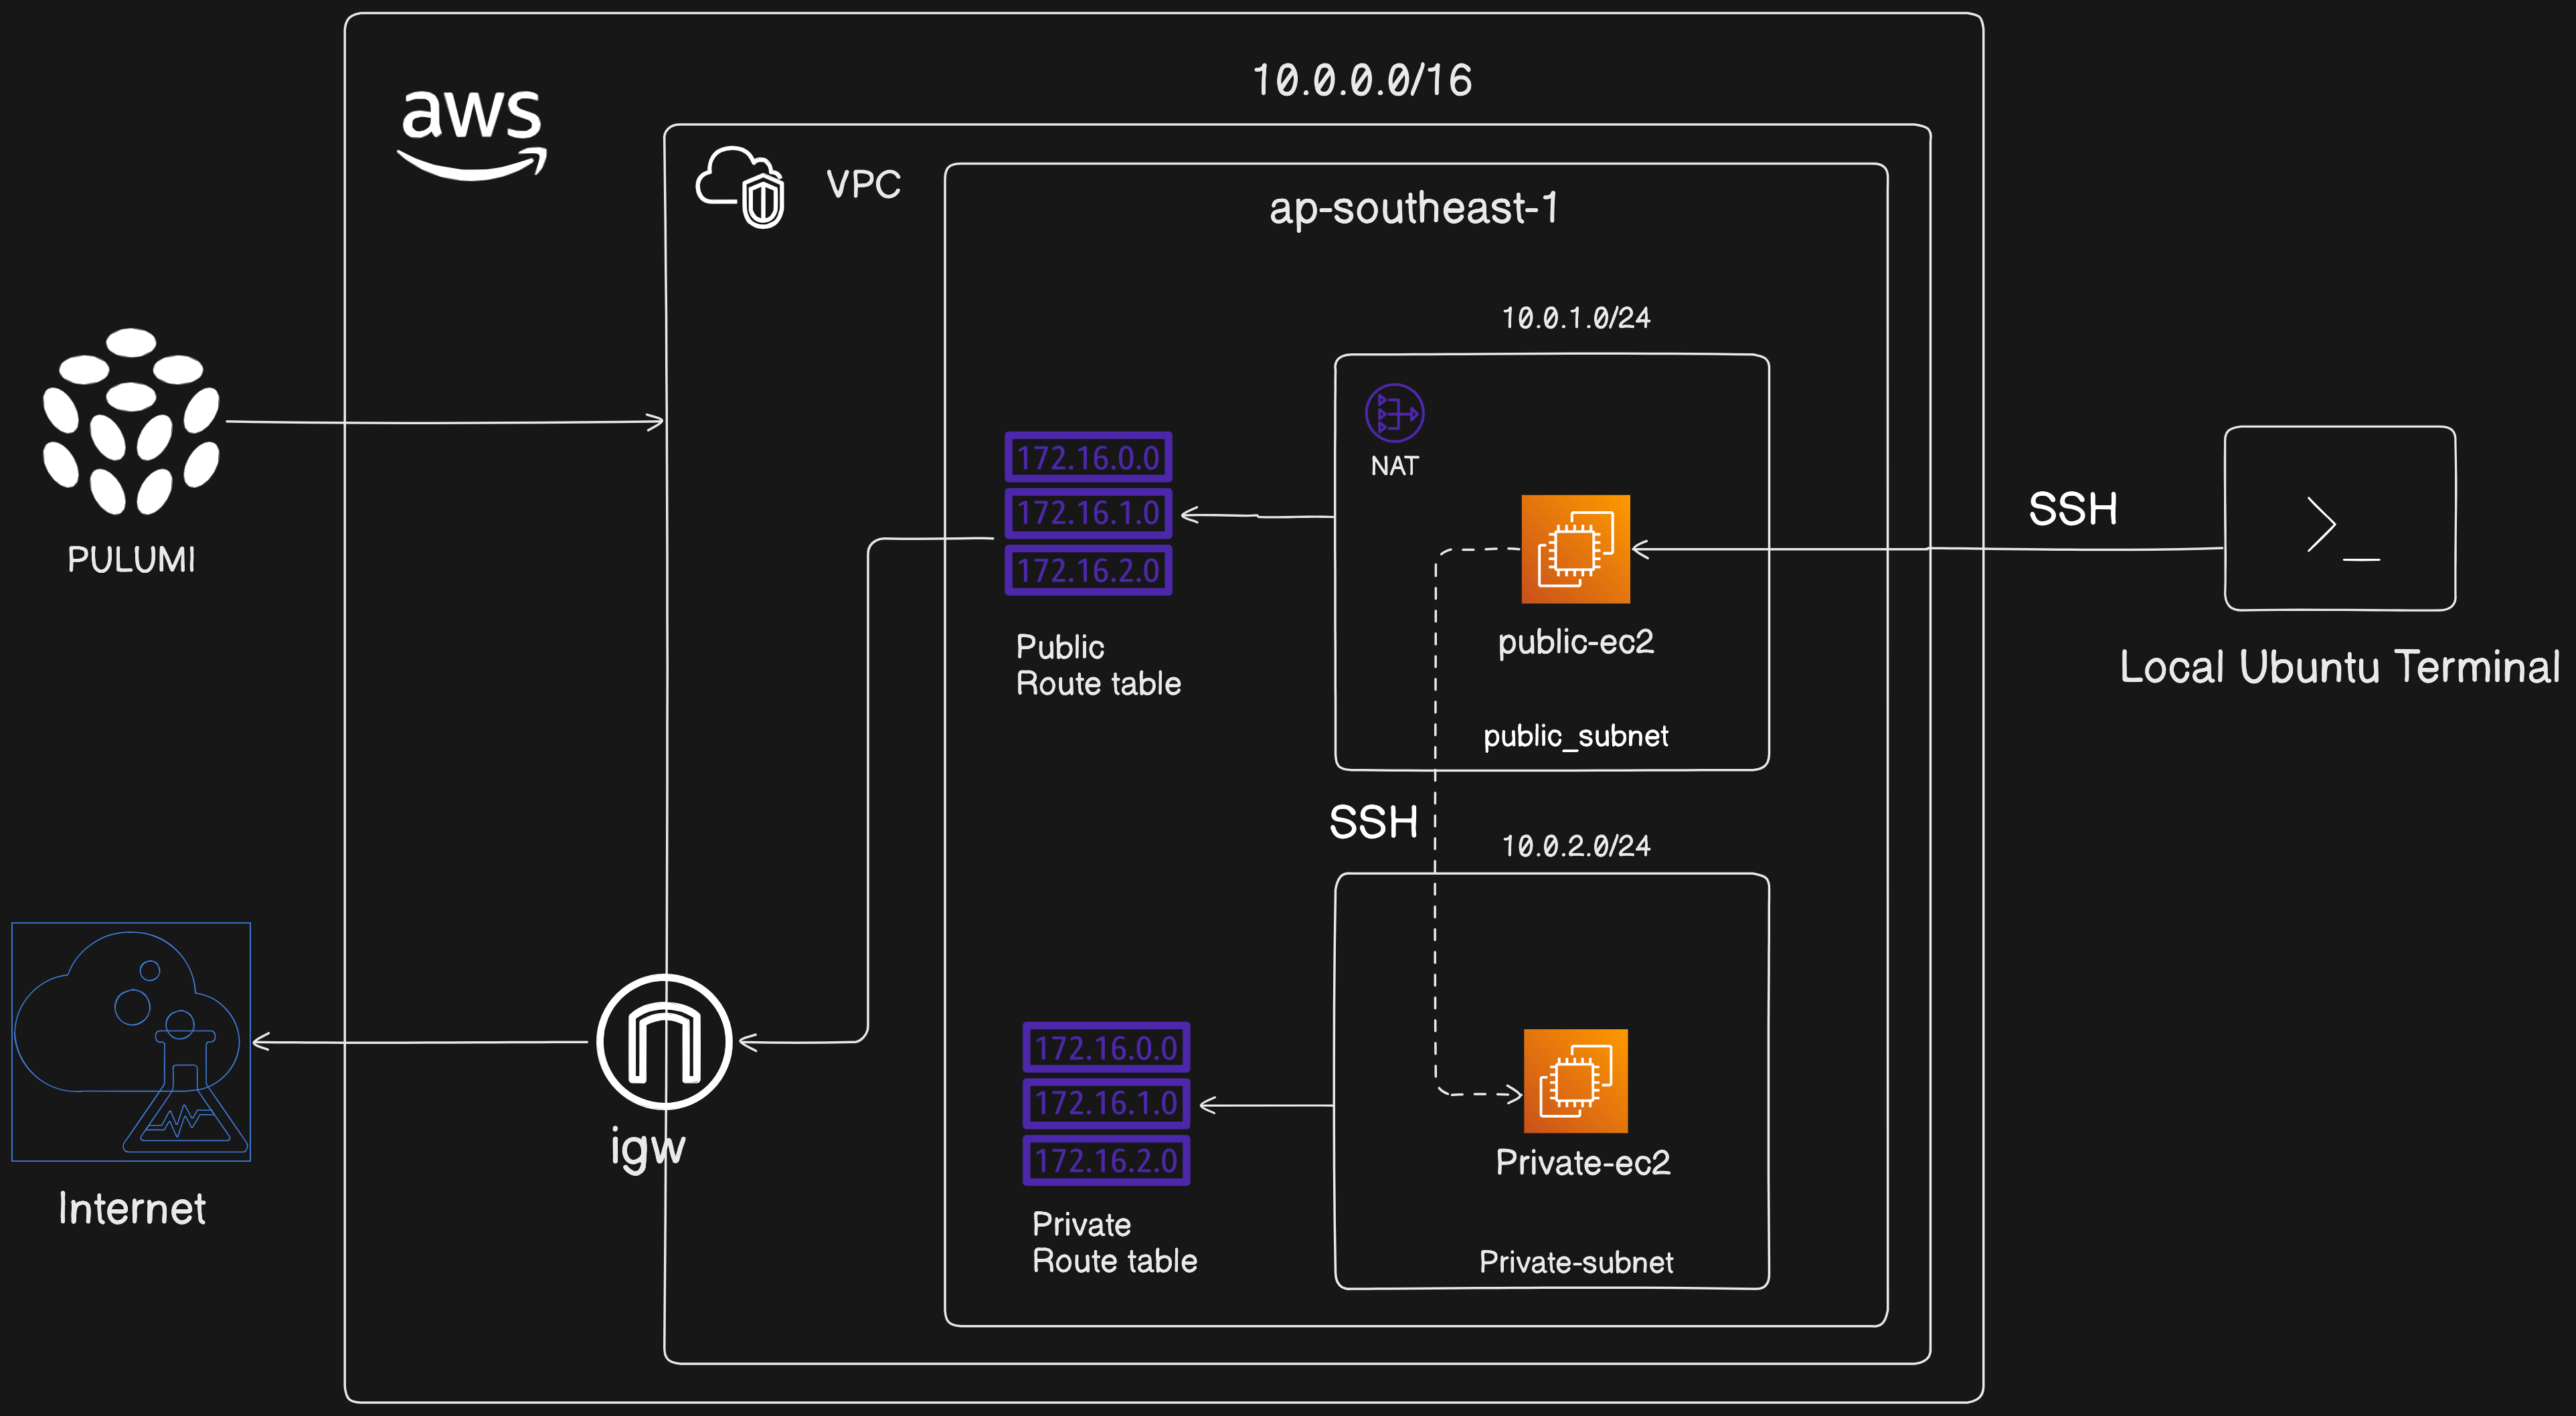 10.0.0.0/16
aws
VPC
ap-southeast-1
10.0.1.0/24
NAT
172.16.0.0
172.16.1.0
172.16.2.0
Public
Route table
public-ec2
public_subnet
SSH
Local Ubuntu Terminal
PULUMI
SSH
10.0.2.0/24
172.16.0.0
172.16.1.0
172.16.2.0
Private
Route table
Private-ec2
Private-subnet
igw
Internet